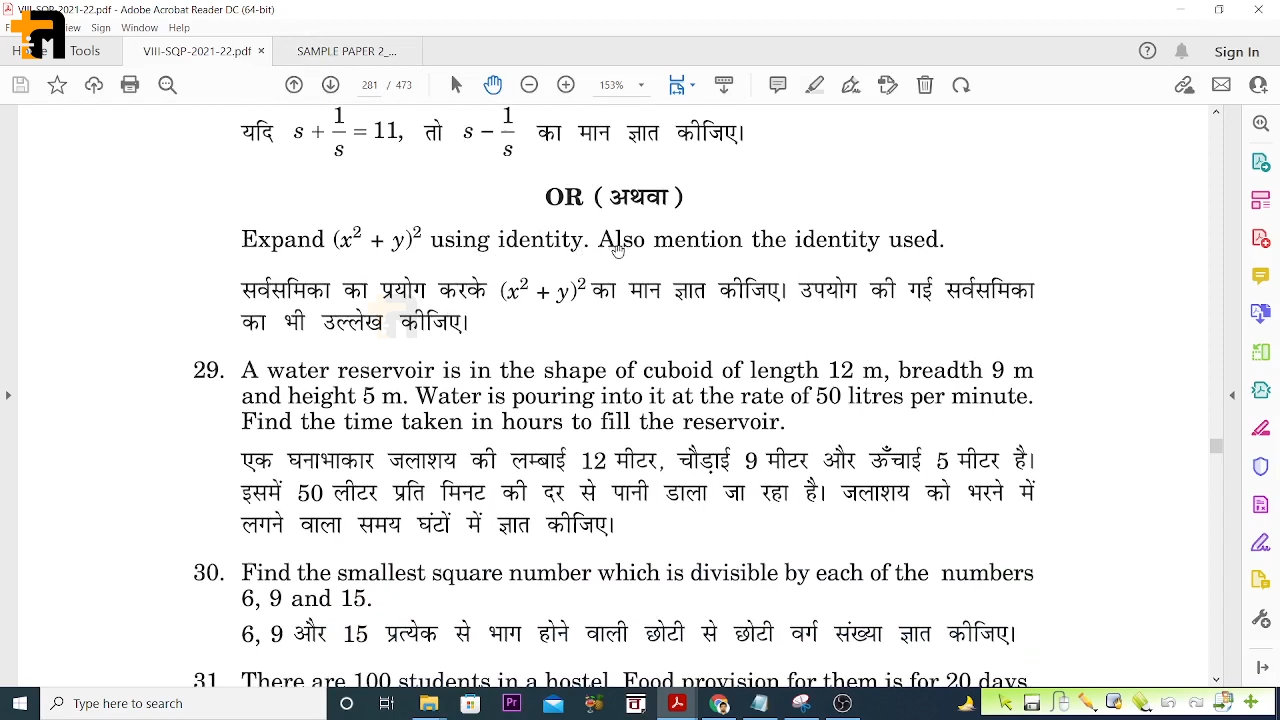 VIII-SQP-2021-22.pdf - Adobe Acrobat Reader DC (64-bit)
View Sign Window Help
Tools VIII-SQP-2021-22.pdf × SAMPLE PAPER 2_... Sign In
281 / 473 153%
यदि s + 1/s = 11, तो s − 1/s का मान ज्ञात कीजिए।
OR ( अथवा )
Expand (x² + y)² using identity. Also mention the identity used.
सर्वसमिका का प्रयोग करके (x² + y)² का मान ज्ञात कीजिए। उपयोग की गई सर्वसमिका
का भी उल्लेख कीजिए।
29. A water reservoir is in the shape of cuboid of length 12 m, breadth 9 m
and height 5 m. Water is pouring into it at the rate of 50 litres per minute.
Find the time taken in hours to fill the reservoir.
एक घनाभाकार जलाशय की लम्बाई 12 मीटर, चौड़ाई 9 मीटर और ऊँचाई 5 मीटर है।
इसमें 50 लीटर प्रति मिनट की दर से पानी डाला जा रहा है। जलाशय को भरने में
लगने वाला समय घंटों में ज्ञात कीजिए।
30. Find the smallest square number which is divisible by each of the numbers
6, 9 and 15.
6, 9 और 15 प्रत्येक से भाग होने वाली छोटी से छोटी वर्ग संख्या ज्ञात कीजिए।
31. There are 100 students in a hostel. Food provision for them is for 20 days.
Type here to search